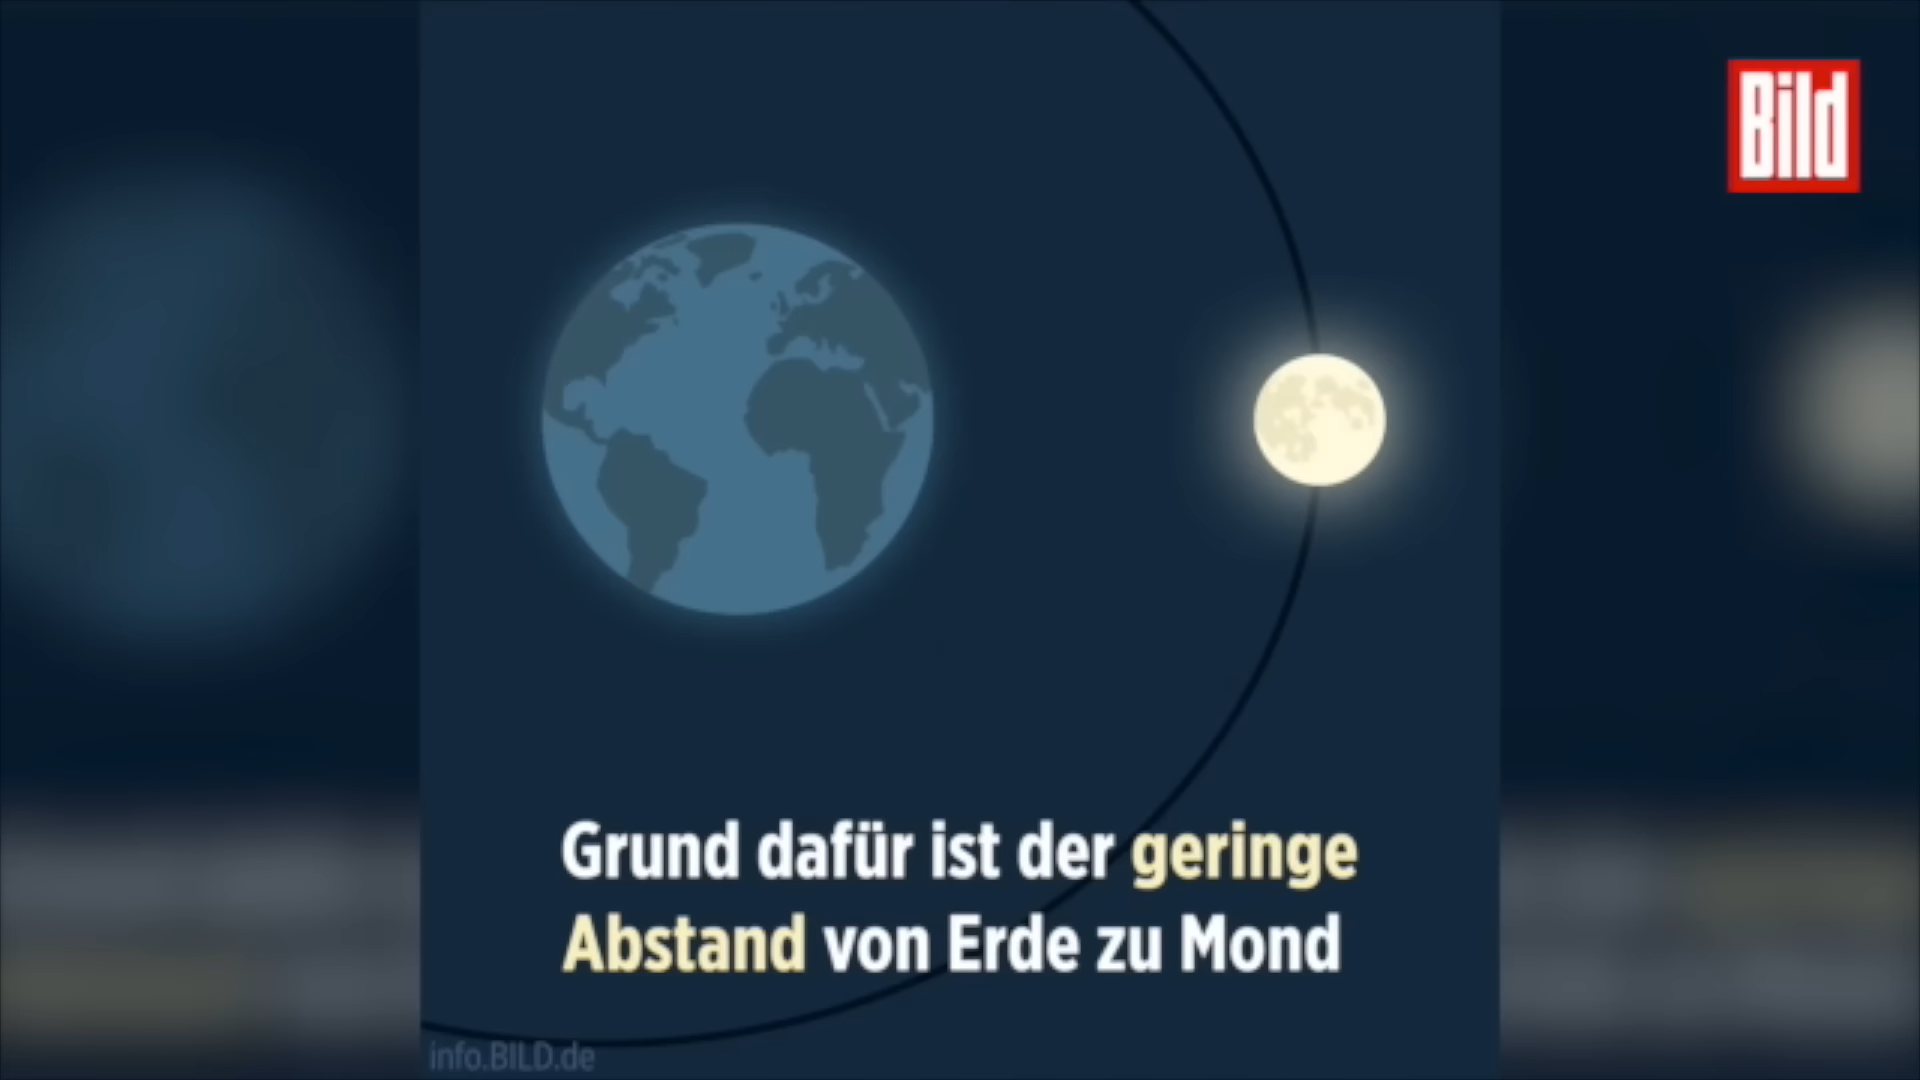 Bild
Grund dafür ist der geringe
Abstand von Erde zu Mond
info.BILD.de